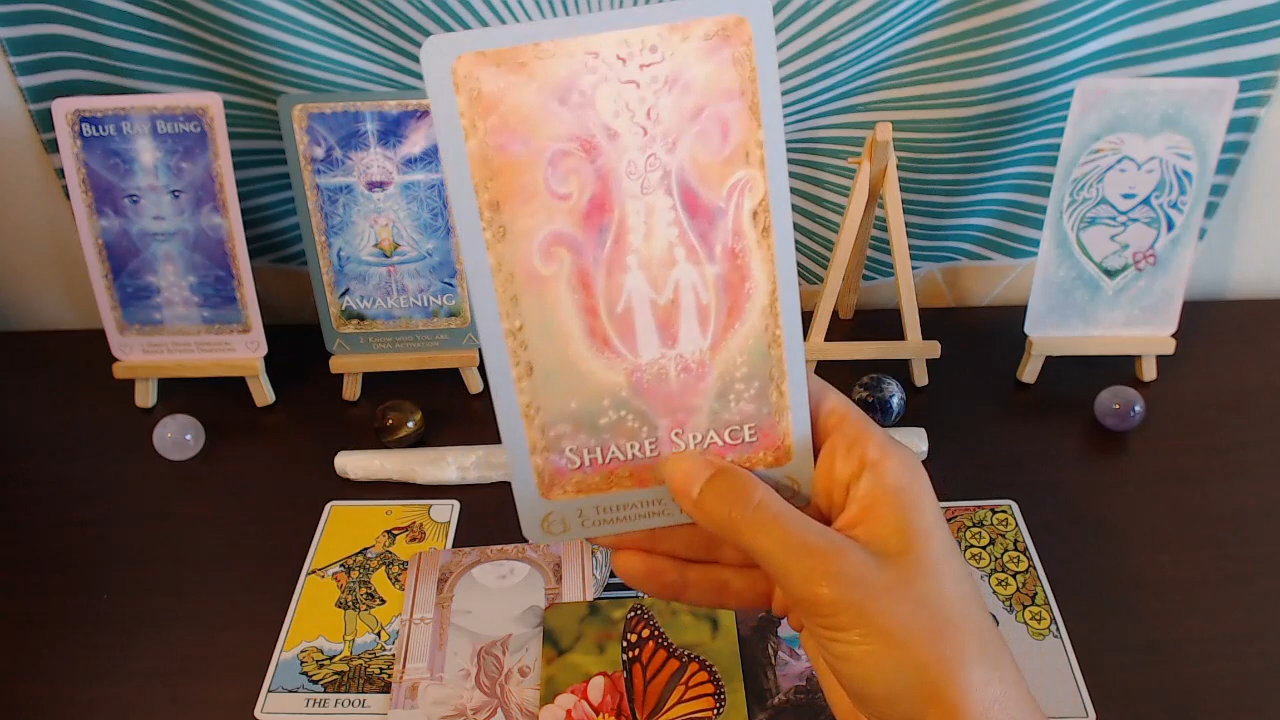 Blue Ray Being
Awakening
2 Know who You are,
DNA Activation
Share Space
2 Telepathy,
Communing,
THE FOOL.